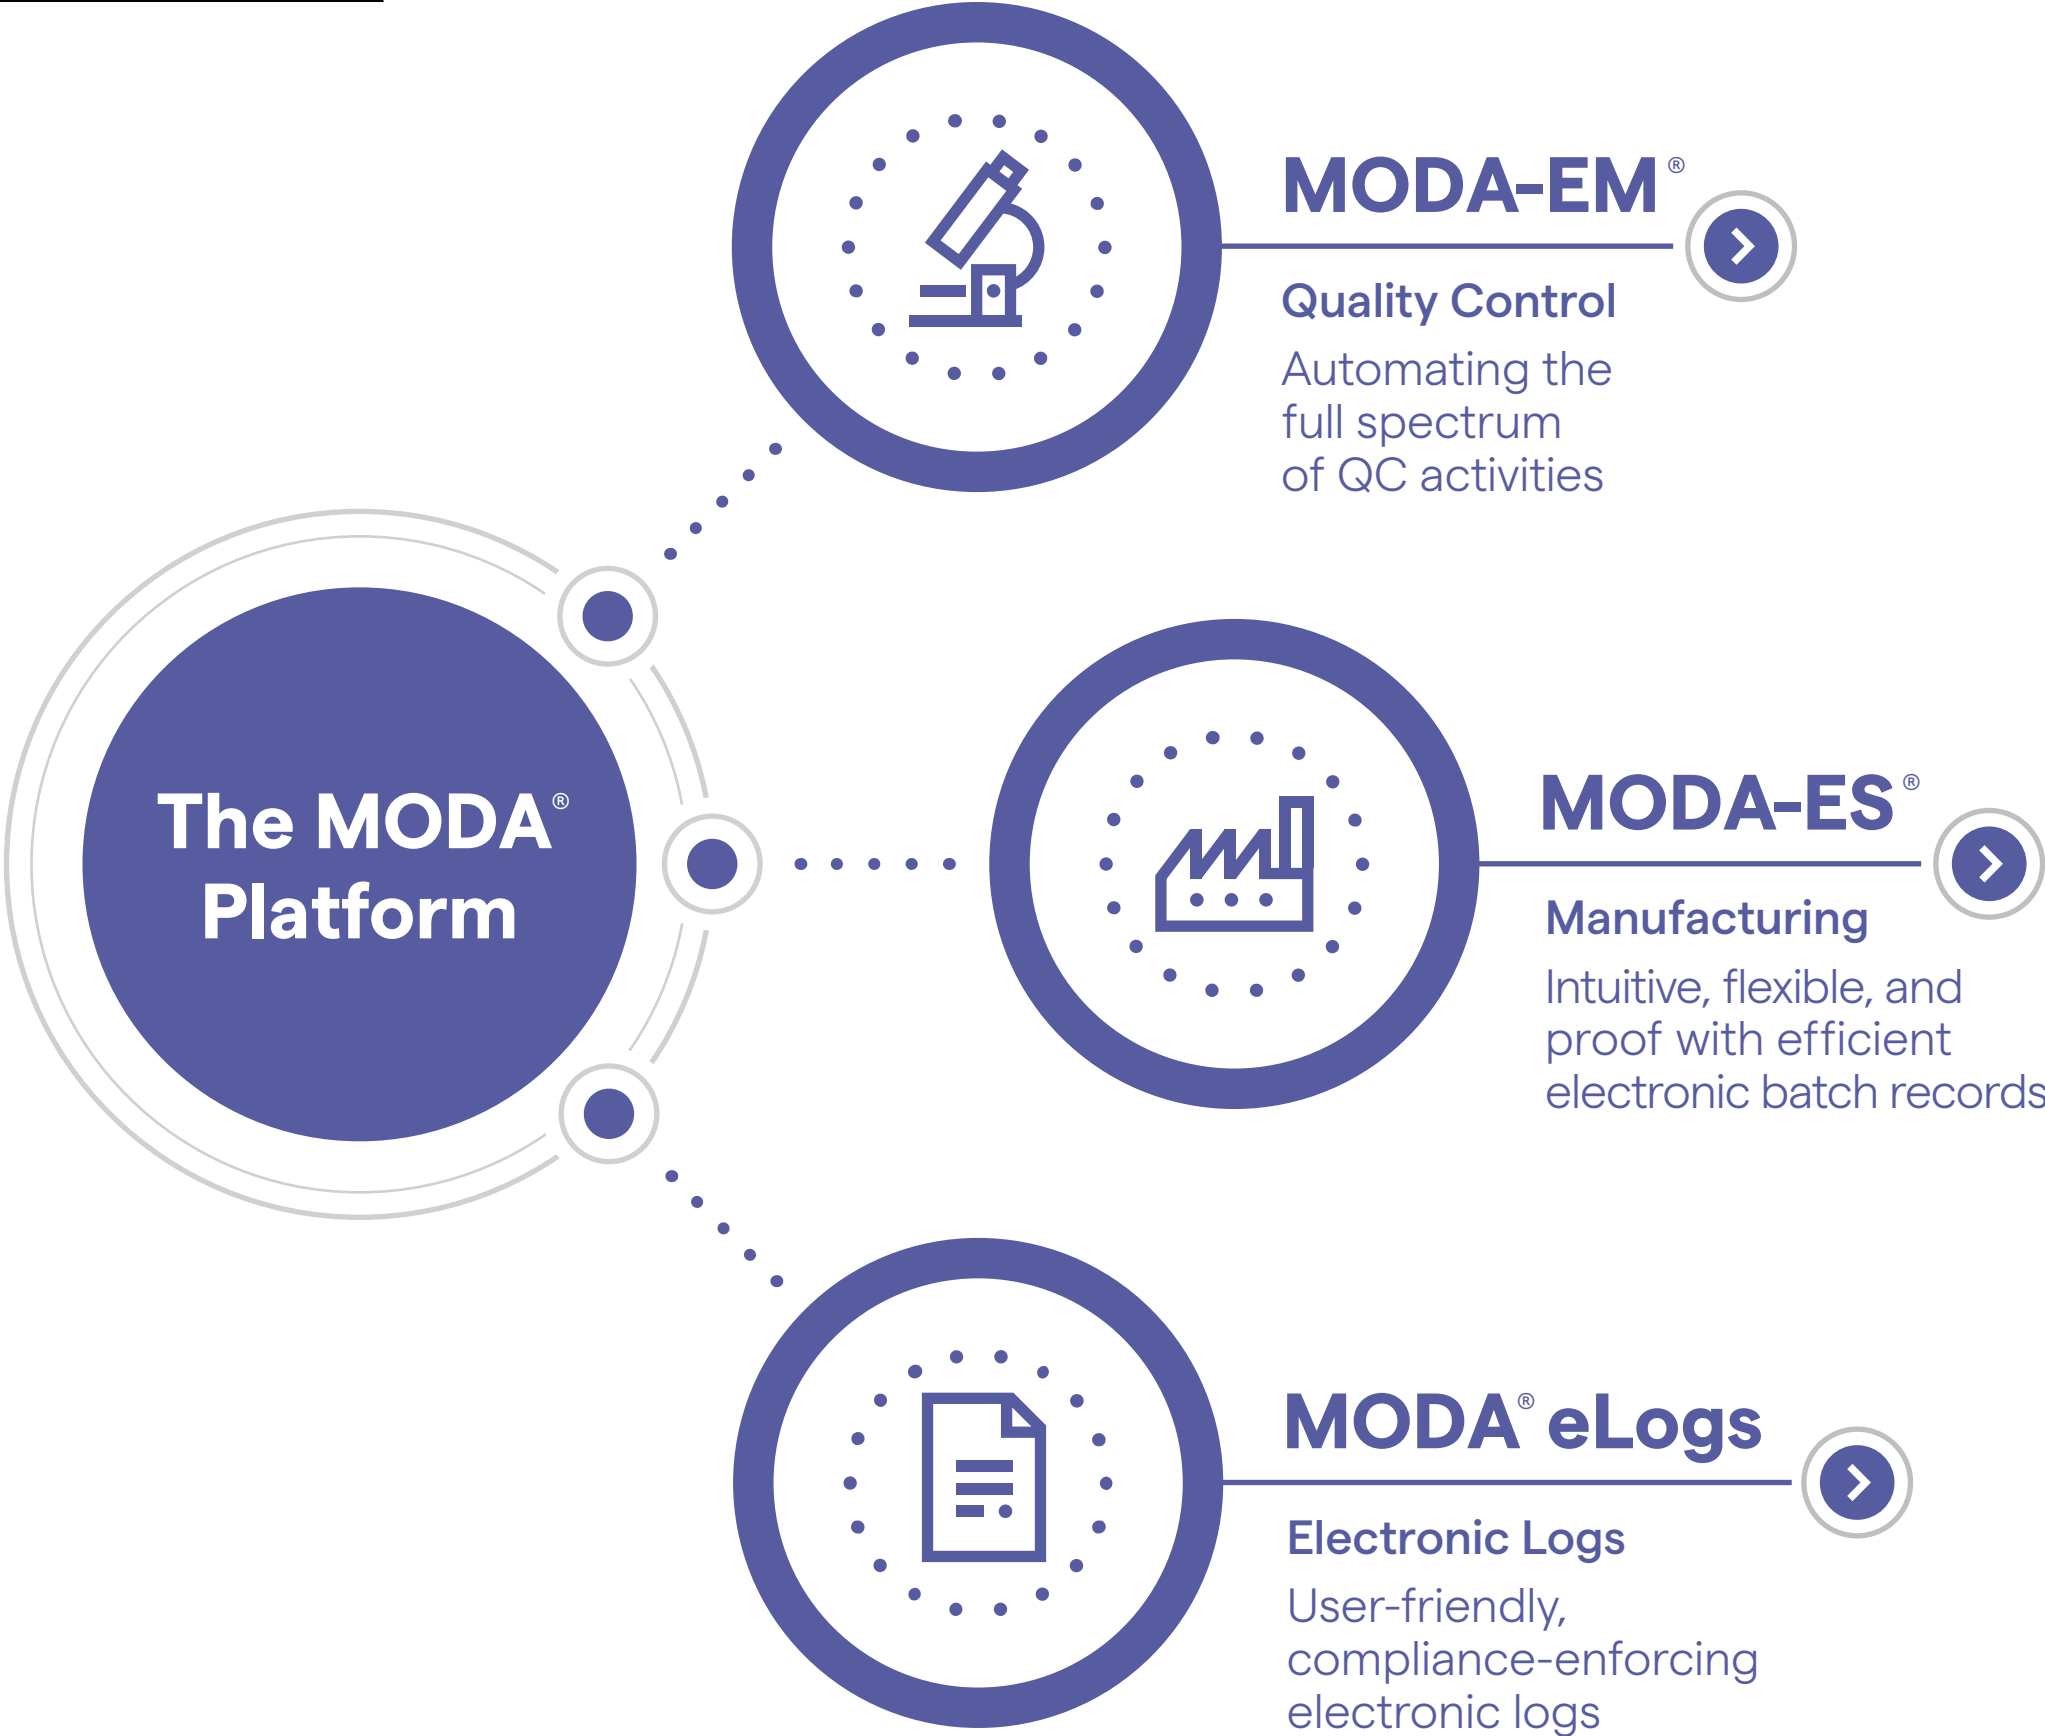 The MODA®
Platform
MODA-EM®
Quality Control
Automating the
full spectrum
of QC activities
MODA-ES®
Manufacturing
Intuitive, flexible, and
proof with efficient
electronic batch records
MODA® eLogs
Electronic Logs
User-friendly,
compliance-enforcing
electronic logs